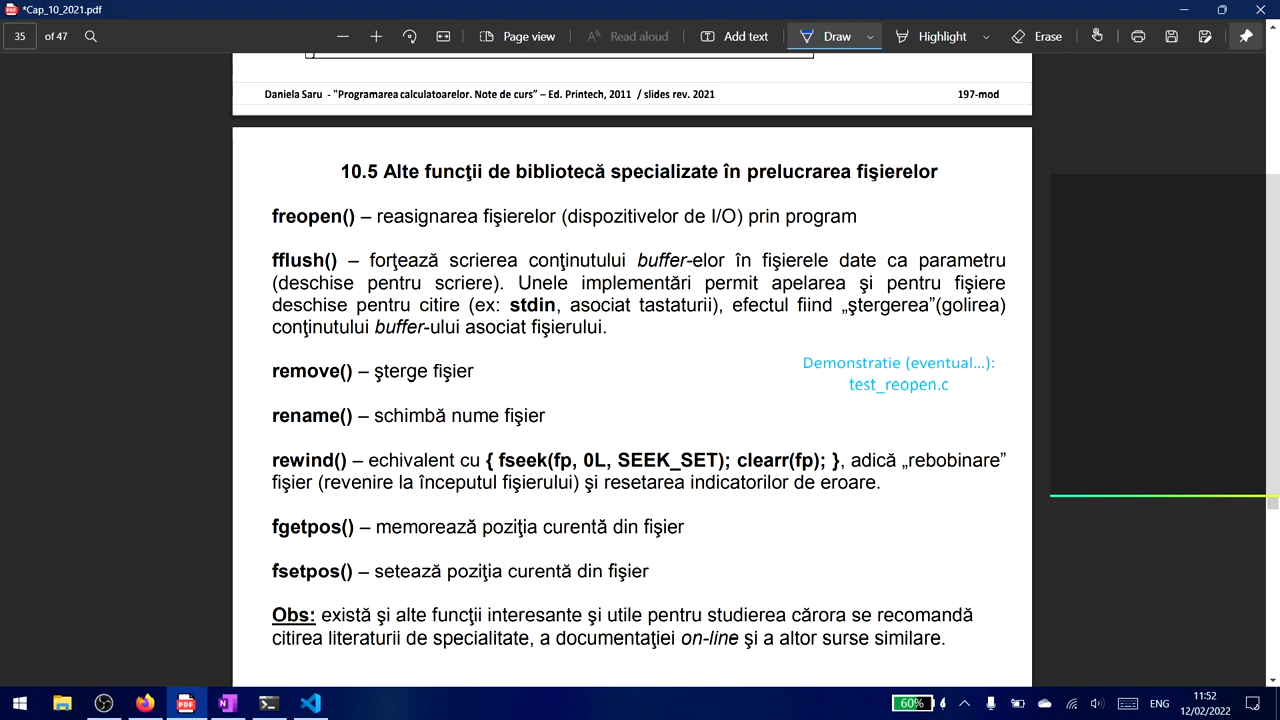 *Cap_10_2021.pdf
35 of 47 Page view Read aloud Add text Draw Highlight Erase
Daniela Saru - "Programarea calculatoarelor. Note de curs” – Ed. Printech, 2011 / slides rev. 2021 197-mod
10.5 Alte funcţii de bibliotecă specializate în prelucrarea fişierelor
freopen() – reasignarea fişierelor (dispozitivelor de I/O) prin program
fflush() – forţează scrierea conţinutului buffer-elor în fişierele date ca parametru
(deschise pentru scriere). Unele implementări permit apelarea şi pentru fişiere
deschise pentru citire (ex: stdin, asociat tastaturii), efectul fiind „ştergerea”(golirea)
conţinutului buffer-ului asociat fişierului.
remove() – şterge fişier
Demonstratie (eventual...):
test_reopen.c
rename() – schimbă nume fişier
rewind() – echivalent cu { fseek(fp, 0L, SEEK_SET); clearr(fp); }, adică „rebobinare”
fişier (revenire la începutul fişierului) şi resetarea indicatorilor de eroare.
fgetpos() – memorează poziţia curentă din fişier
fsetpos() – setează poziţia curentă din fişier
Obs: există şi alte funcţii interesante şi utile pentru studierea cărora se recomandă
citirea literaturii de specialitate, a documentaţiei on-line şi a altor surse similare.
60% ENG 11:52
12/02/2022